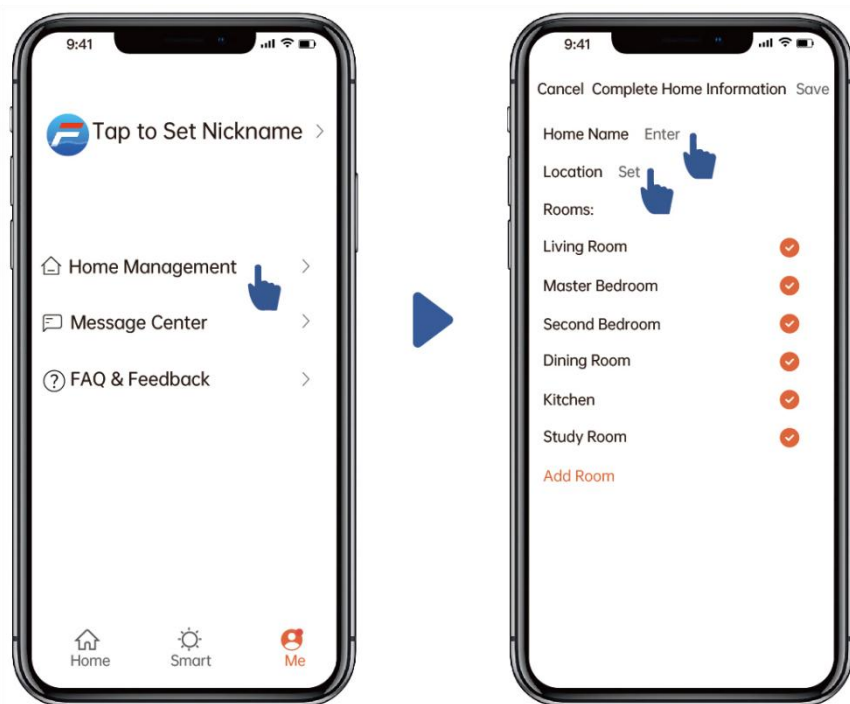 9:41
Tap to Set Nickname
Home Management
Message Center
FAQ & Feedback
Home Smart Me
9:41
Cancel Complete Home Information Save
Home Name Enter
Location Set
Rooms:
Living Room
Master Bedroom
Second Bedroom
Dining Room
Kitchen
Study Room
Add Room